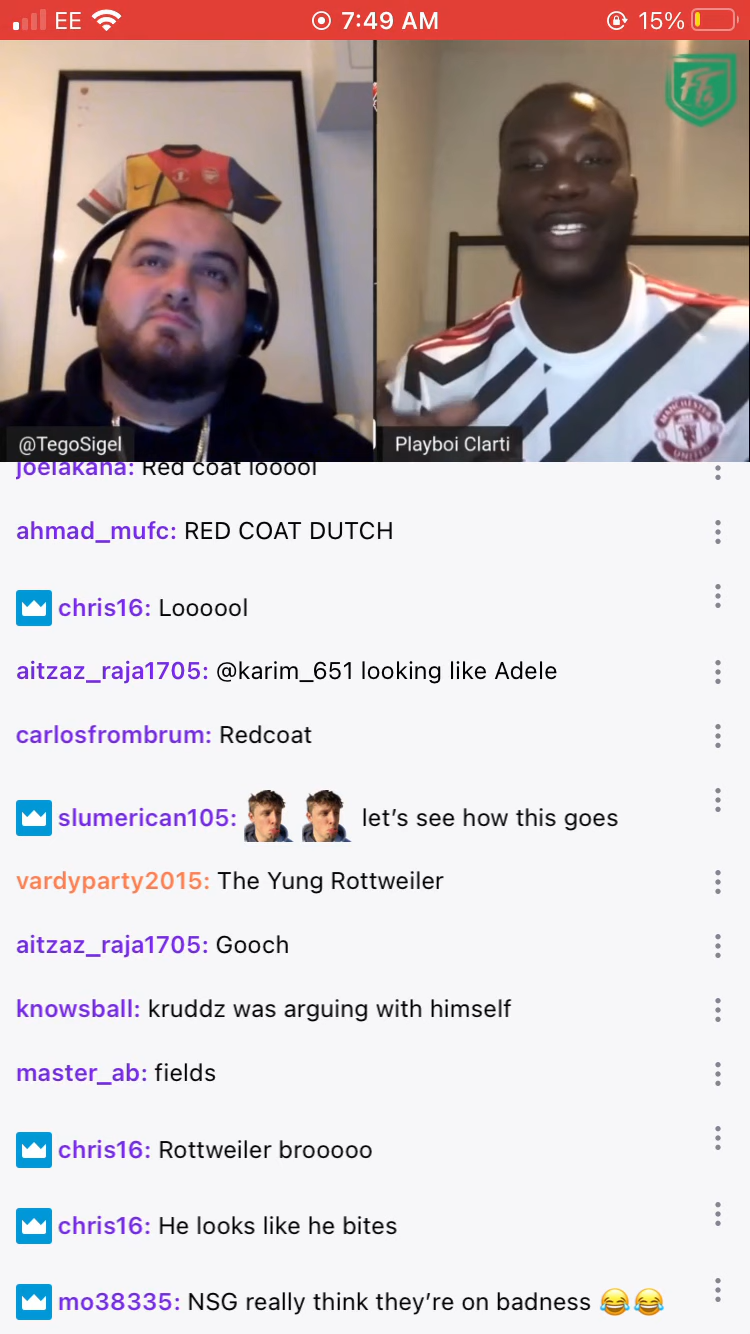 EE 7:49 AM 15%
FTS
@TegoSigel
Playboi Clarti
MANCHESTER
UNITED
joelakana: Red coat looool
ahmad_mufc: RED COAT DUTCH
chris16: Loooool
aitzaz_raja1705: @karim_651 looking like Adele
carlosfrombrum: Redcoat
slumerican105: let’s see how this goes
vardyparty2015: The Yung Rottweiler
aitzaz_raja1705: Gooch
knowsball: kruddz was arguing with himself
master_ab: fields
chris16: Rottweiler brooooo
chris16: He looks like he bites
mo38335: NSG really think they’re on badness 😂😂